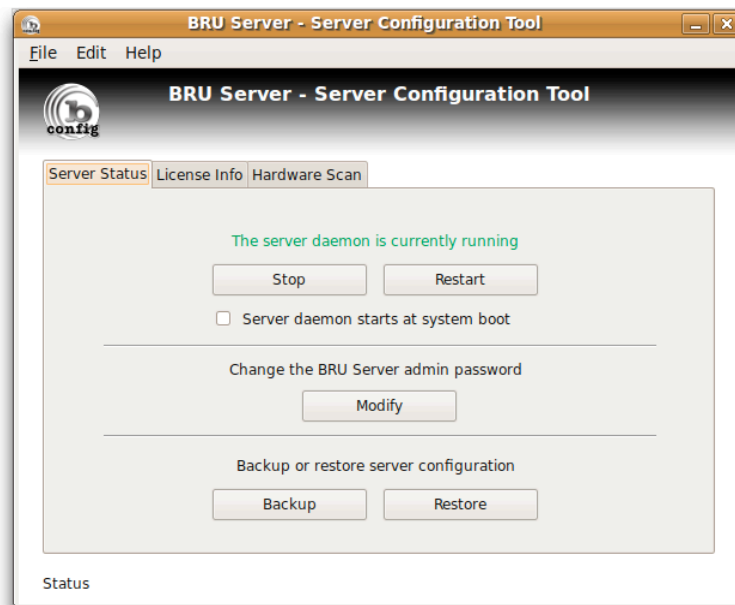 BRU Server - Server Configuration Tool
File Edit Help
b
config
BRU Server - Server Configuration Tool
Server Status License Info Hardware Scan
The server daemon is currently running
Stop Restart
Server daemon starts at system boot
Change the BRU Server admin password
Modify
Backup or restore server configuration
Backup Restore
Status